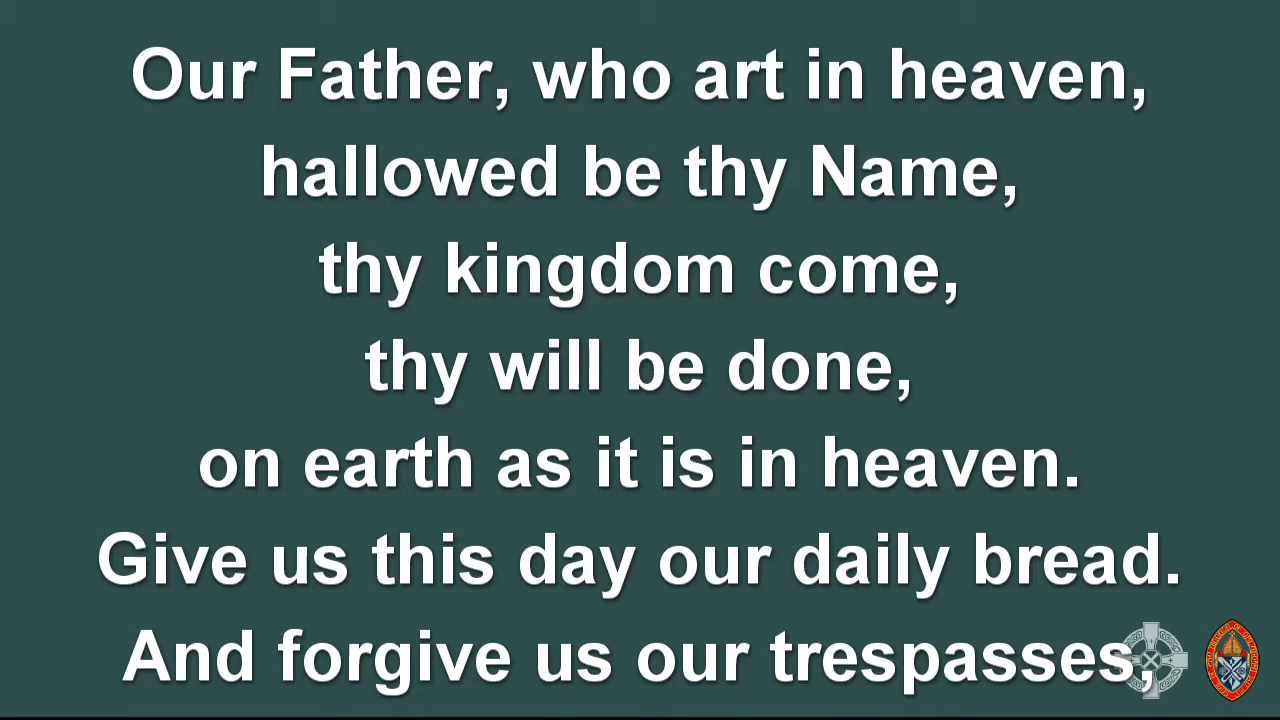 Our Father, who art in heaven,
hallowed be thy Name,
thy kingdom come,
thy will be done,
on earth as it is in heaven.
Give us this day our daily bread.
And forgive us our trespasses,